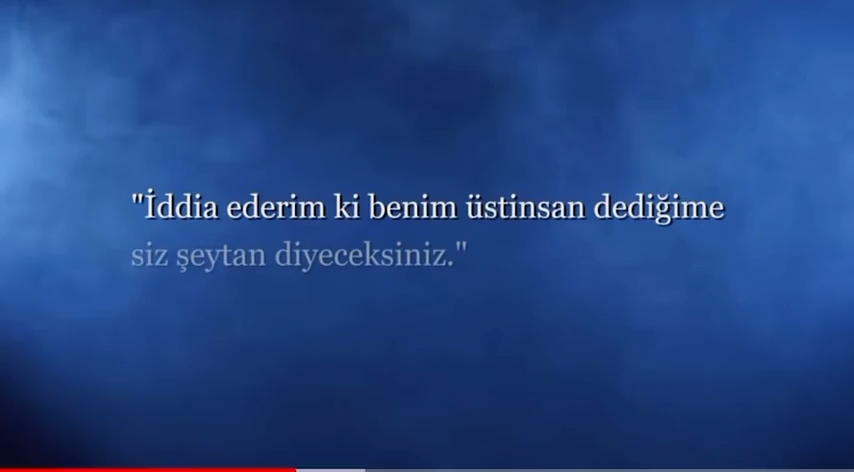 "İddia ederim ki benim üstinsan dediğime
siz şeytan diyeceksiniz."